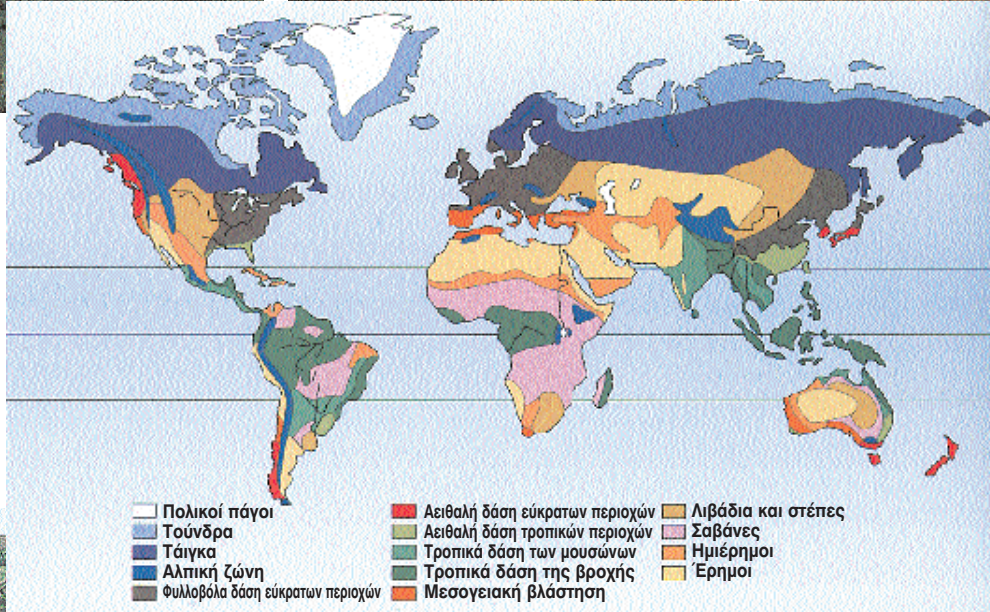 Πολικοί πάγοι
Τούνδρα
Τάιγκα
Αλπική ζώνη
Φυλλοβόλα δάση εύκρατων περιοχών
Αειθαλή δάση εύκρατων περιοχών
Αειθαλή δάση τροπικών περιοχών
Τροπικά δάση των μουσώνων
Τροπικά δάση της βροχής
Μεσογειακή βλάστηση
Λιβάδια και στέπες
Σαβάνες
Ημιέρημοι
Έρημοι